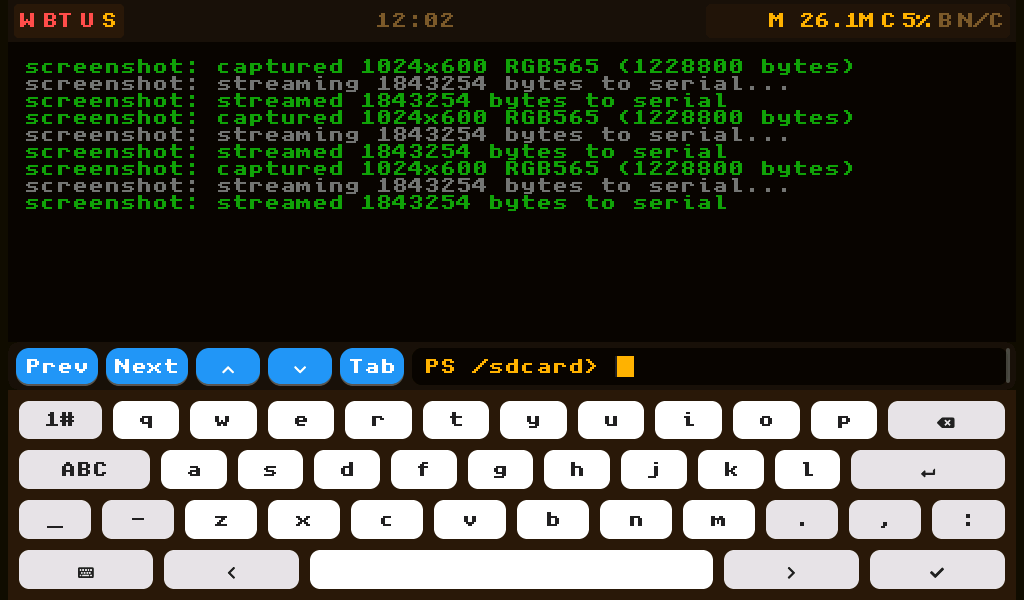 W BT U S 12:02 M 26.1M C 5% B N/C
screenshot: captured 1024x600 RGB565 (1228800 bytes)
screenshot: streaming 1843254 bytes to serial...
screenshot: streamed 1843254 bytes to serial
screenshot: captured 1024x600 RGB565 (1228800 bytes)
screenshot: streaming 1843254 bytes to serial...
screenshot: streamed 1843254 bytes to serial
screenshot: captured 1024x600 RGB565 (1228800 bytes)
screenshot: streaming 1843254 bytes to serial...
screenshot: streamed 1843254 bytes to serial
Prev Next Tab PS /sdcard>
1# q w e r t y u i o p
ABC a s d f g h j k l
_ - z x c v b n m . , :